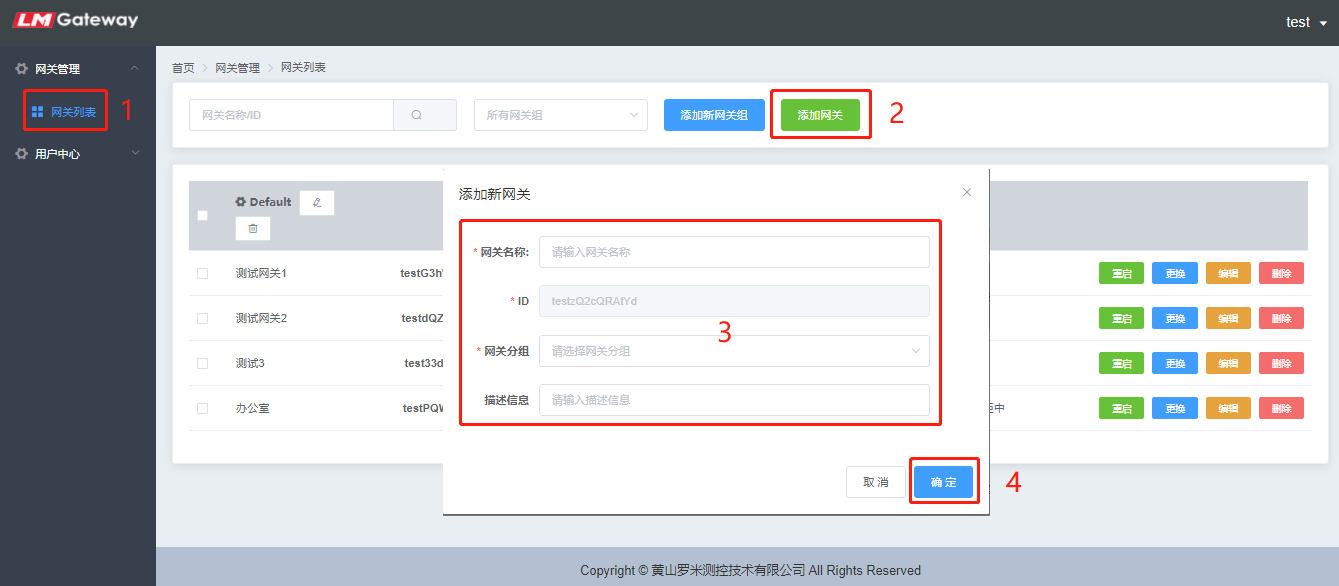 LM Gateway
test
网关管理
网关列表
1
用户中心
首页 > 网关管理 > 网关列表
网关名称/ID
所有网关组
添加新网关组
添加网关
2
Default
测试网关1 testG3h
重启 更换 编辑 删除
测试网关2 testdQZ
重启 更换 编辑 删除
测试3 test33d
重启 更换 编辑 删除
办公室 testPQW
中
重启 更换 编辑 删除
添加新网关
* 网关名称: 请输入网关名称
* ID testzQ2cQRAfYd
3
* 网关分组 请选择网关分组
描述信息 请输入描述信息
取 消 确 定
4
Copyright © 黄山罗米测控技术有限公司 All Rights Reserved